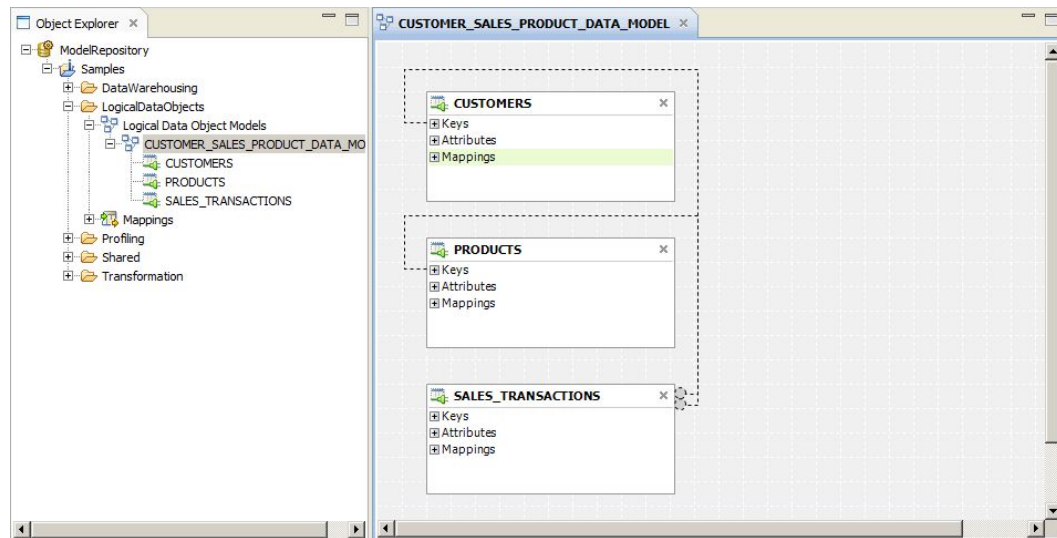 Object Explorer
ModelRepository
Samples
DataWarehousing
LogicalDataObjects
Logical Data Object Models
CUSTOMER_SALES_PRODUCT_DATA_MO
CUSTOMERS
PRODUCTS
SALES_TRANSACTIONS
Mappings
Profiling
Shared
Transformation
CUSTOMER_SALES_PRODUCT_DATA_MODEL
CUSTOMERS
Keys
Attributes
Mappings
PRODUCTS
Keys
Attributes
Mappings
SALES_TRANSACTIONS
Keys
Attributes
Mappings